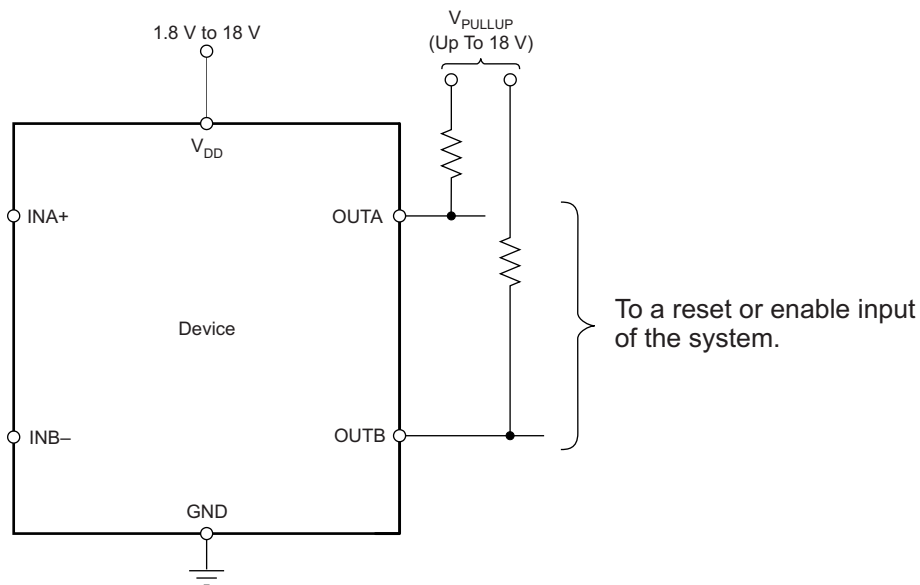 1.8 V to 18 V
VPULLUP
(Up To 18 V)
VDD
INA+
OUTA
Device
To a reset or enable input
of the system.
INB–
OUTB
GND